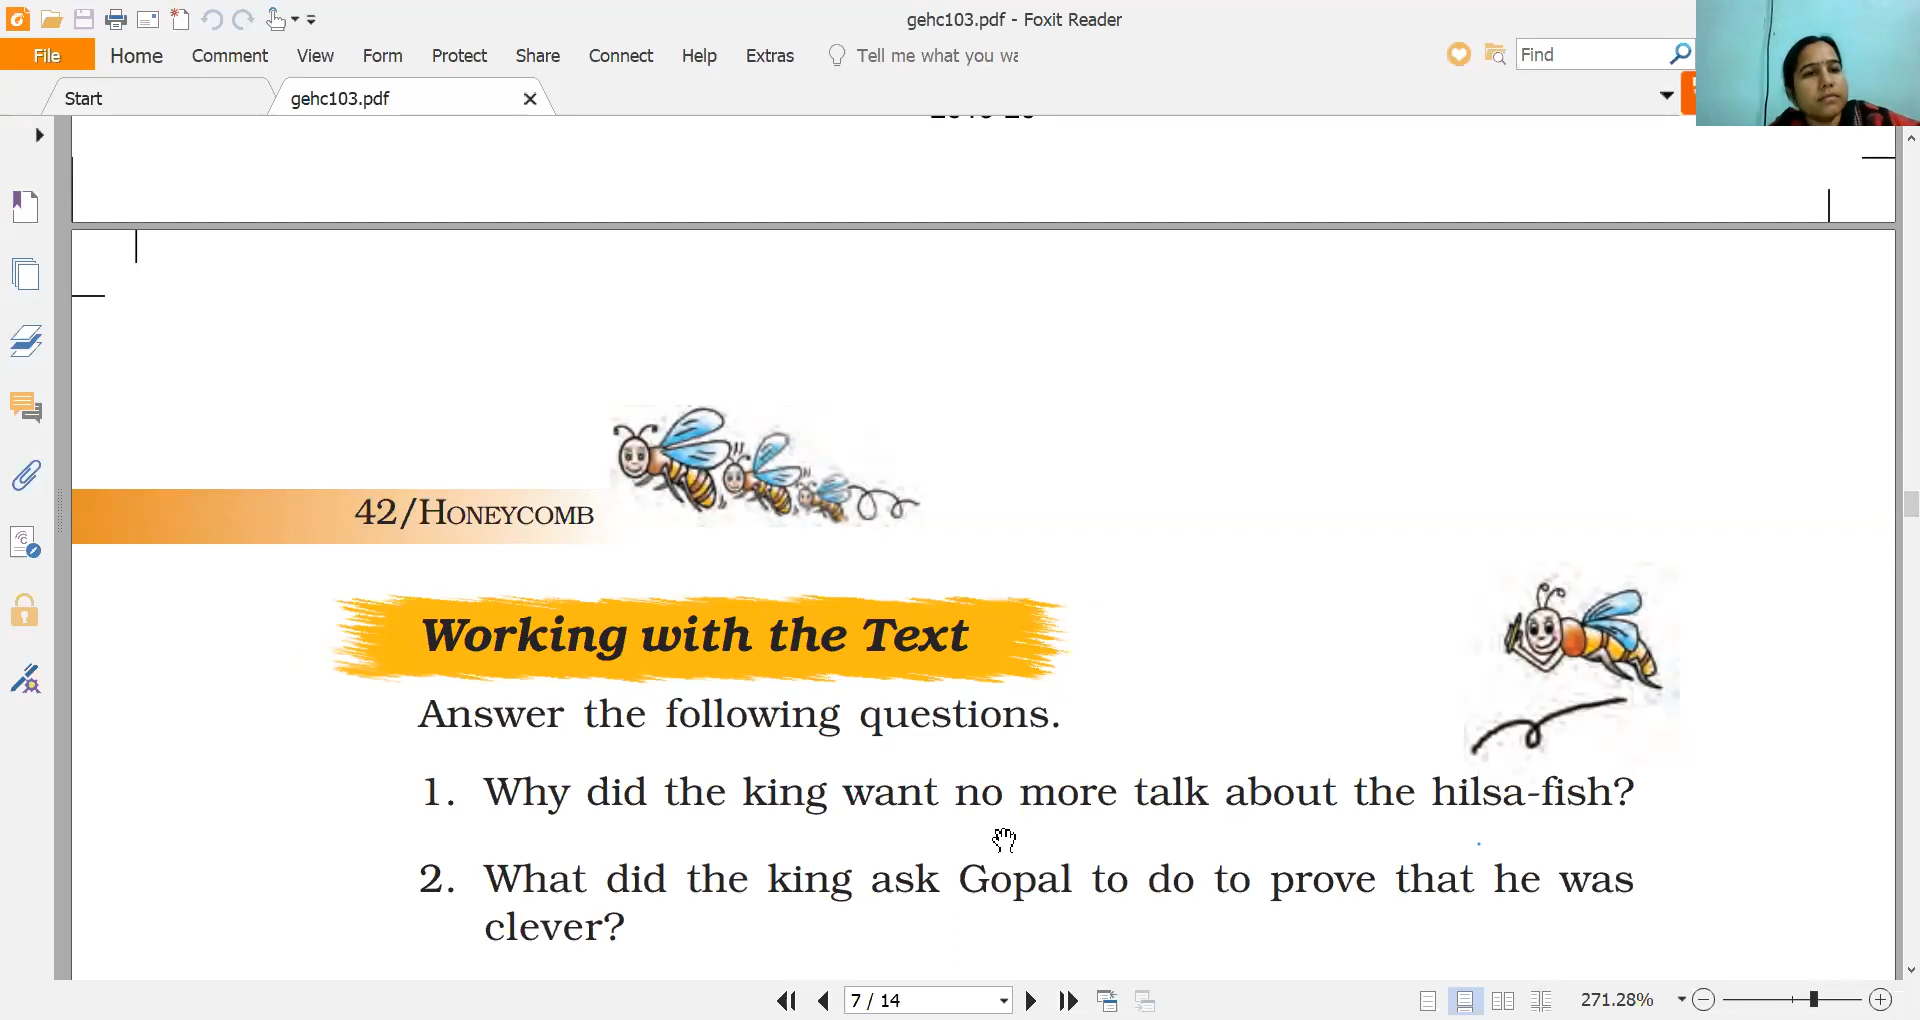 gehc103.pdf - Foxit Reader
File Home Comment View Form Protect Share Connect Help Extras Tell me what you wa Find
Start gehc103.pdf
42/HONEYCOMB
Working with the Text
Answer the following questions.
1. Why did the king want no more talk about the hilsa-fish?
2. What did the king ask Gopal to do to prove that he was
clever?
7 / 14 271.28%